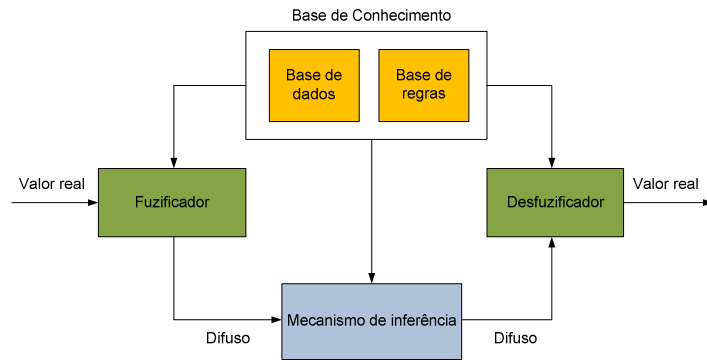 Base de Conhecimento
Base de
dados
Base de
regras
Valor real
Fuzificador
Desfuzificador
Valor real
Mecanismo de inferência
Difuso
Difuso